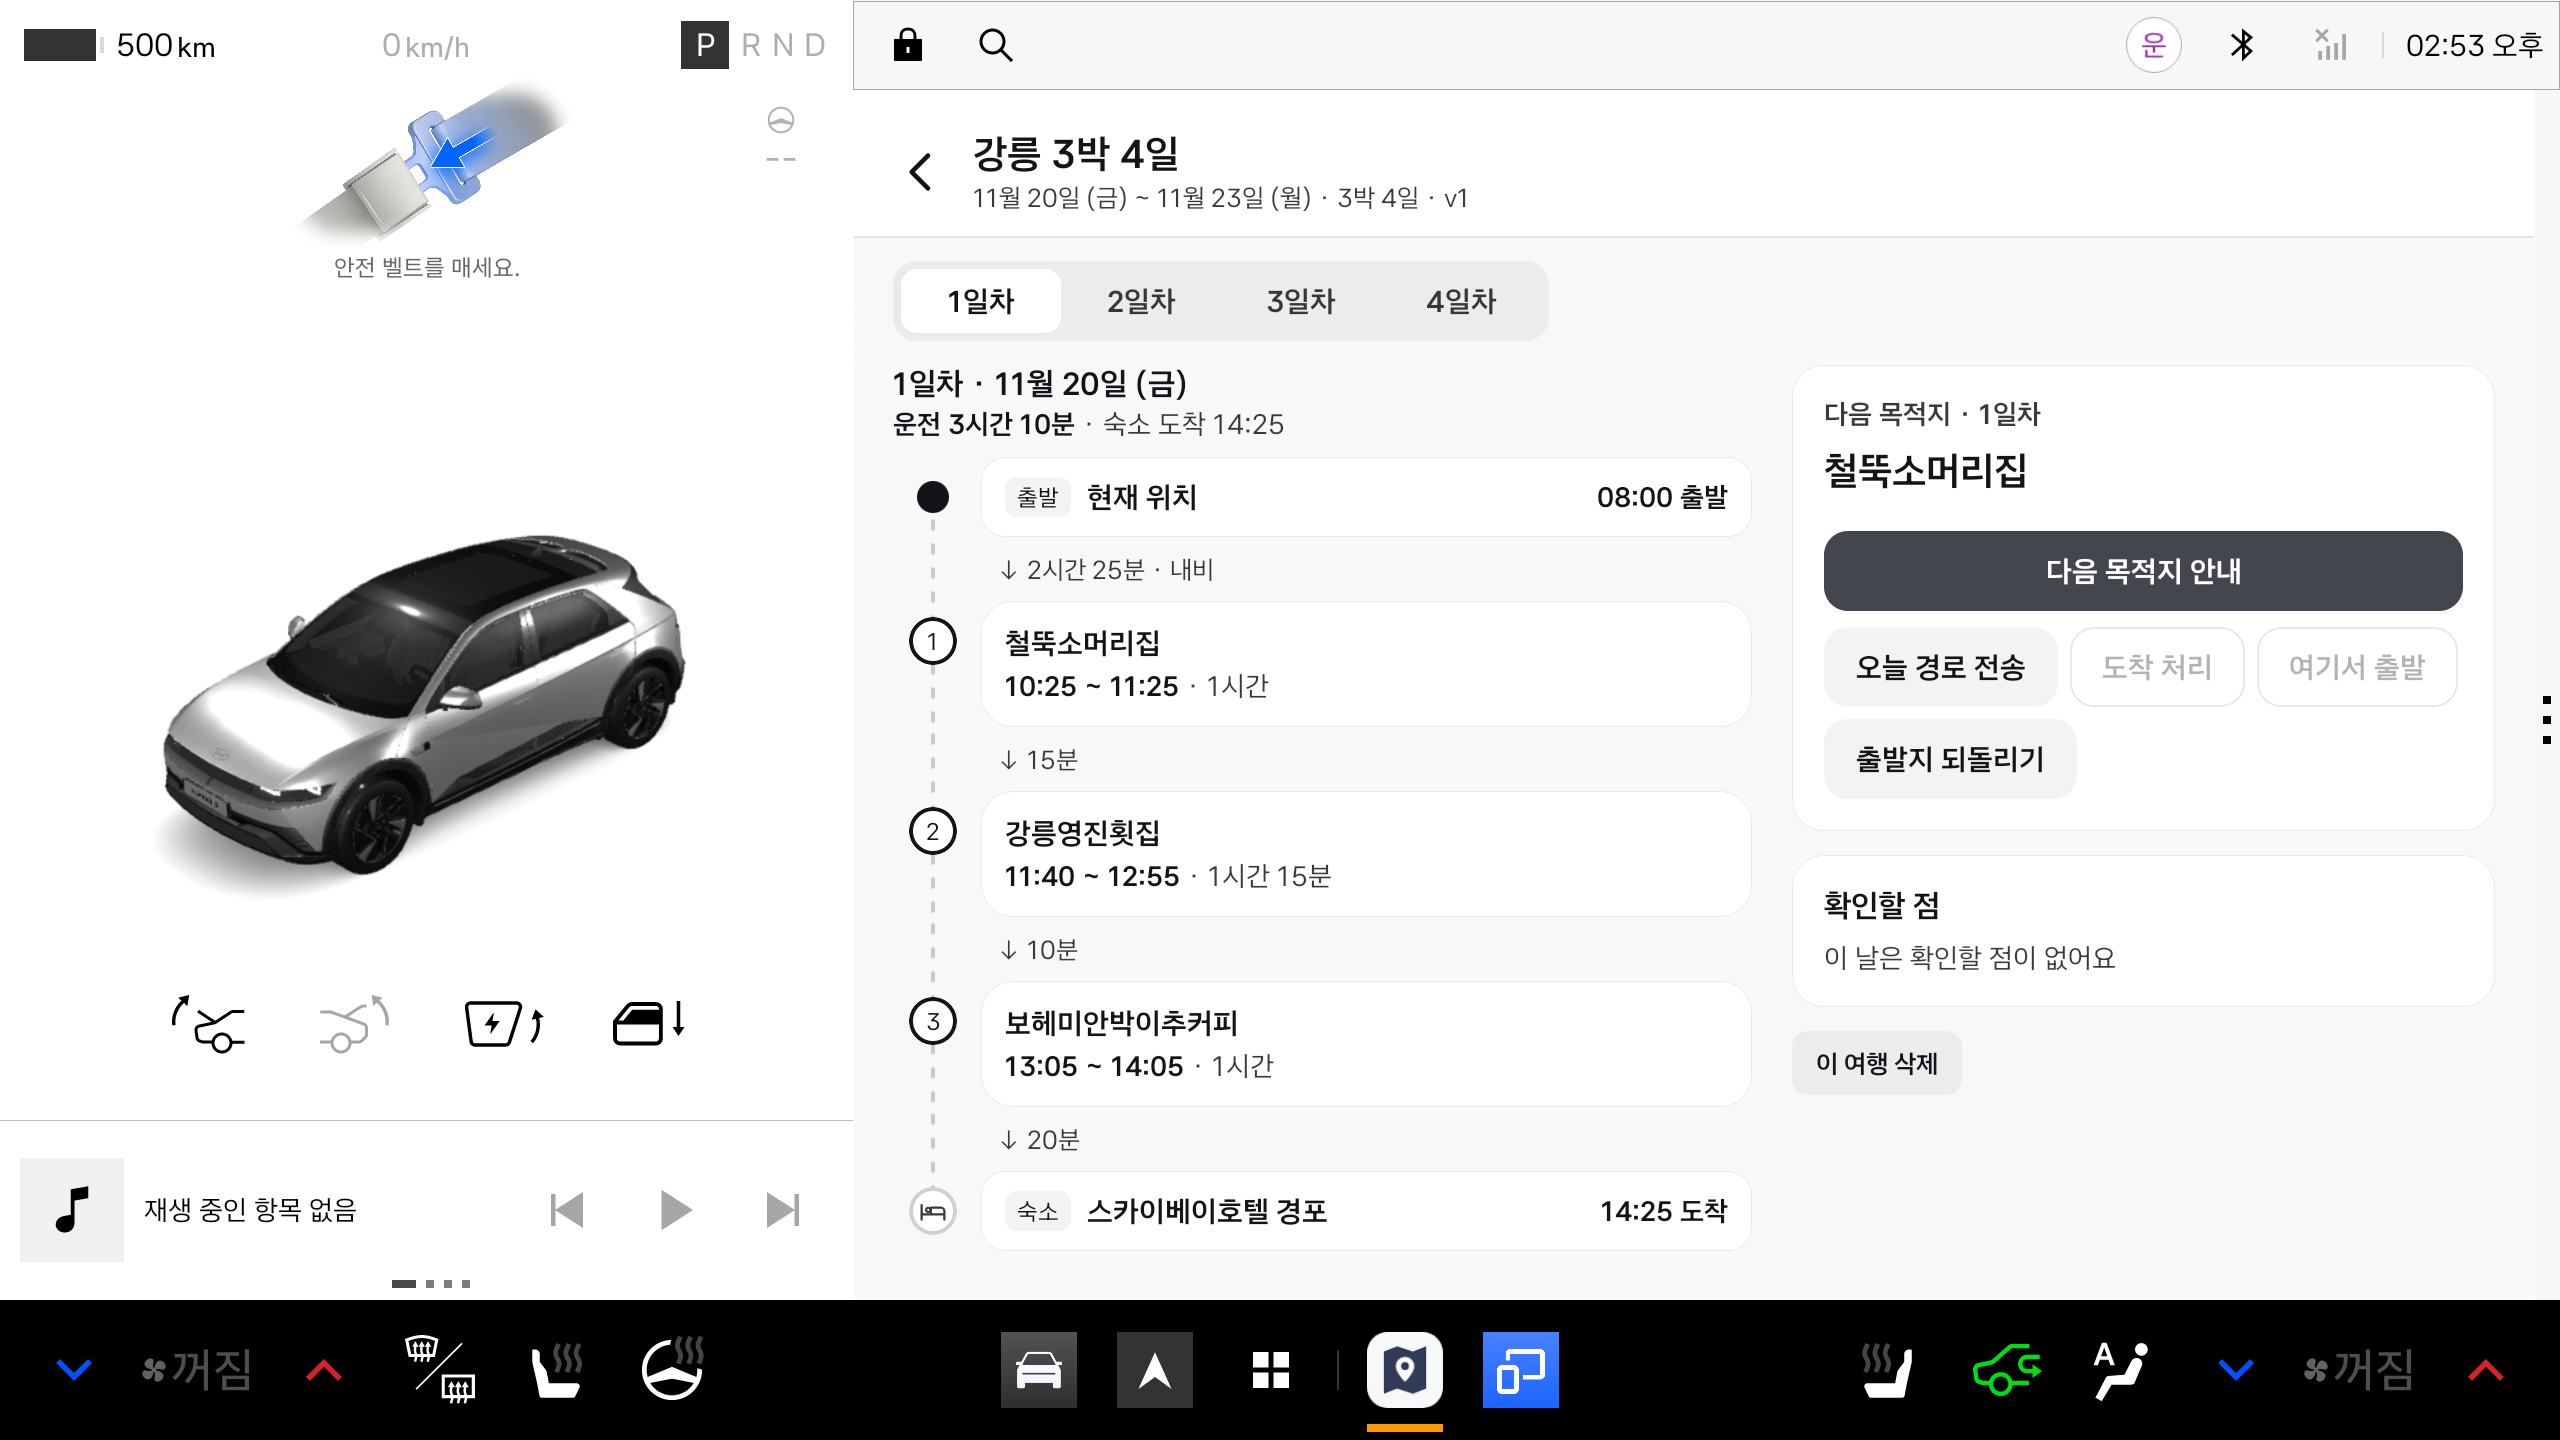 500 km
0 km/h
P R N D
02:53 오후
운
안전 벨트를 매세요.
--
강릉 3박 4일
11월 20일 (금) ~ 11월 23일 (월) · 3박 4일 · v1
1일차
2일차
3일차
4일차
1일차 · 11월 20일 (금)
운전 3시간 10분 · 숙소 도착 14:25
출발 현재 위치 08:00 출발
↓ 2시간 25분 · 내비
1
철뚝소머리집
10:25 ~ 11:25 · 1시간
↓ 15분
2
강릉영진횟집
11:40 ~ 12:55 · 1시간 15분
↓ 10분
3
보헤미안박이추커피
13:05 ~ 14:05 · 1시간
↓ 20분
숙소 스카이베이호텔 경포 14:25 도착
다음 목적지 · 1일차
철뚝소머리집
다음 목적지 안내
오늘 경로 전송
도착 처리
여기서 출발
출발지 되돌리기
확인할 점
이 날은 확인할 점이 없어요
이 여행 삭제
재생 중인 항목 없음
꺼짐
A
꺼짐